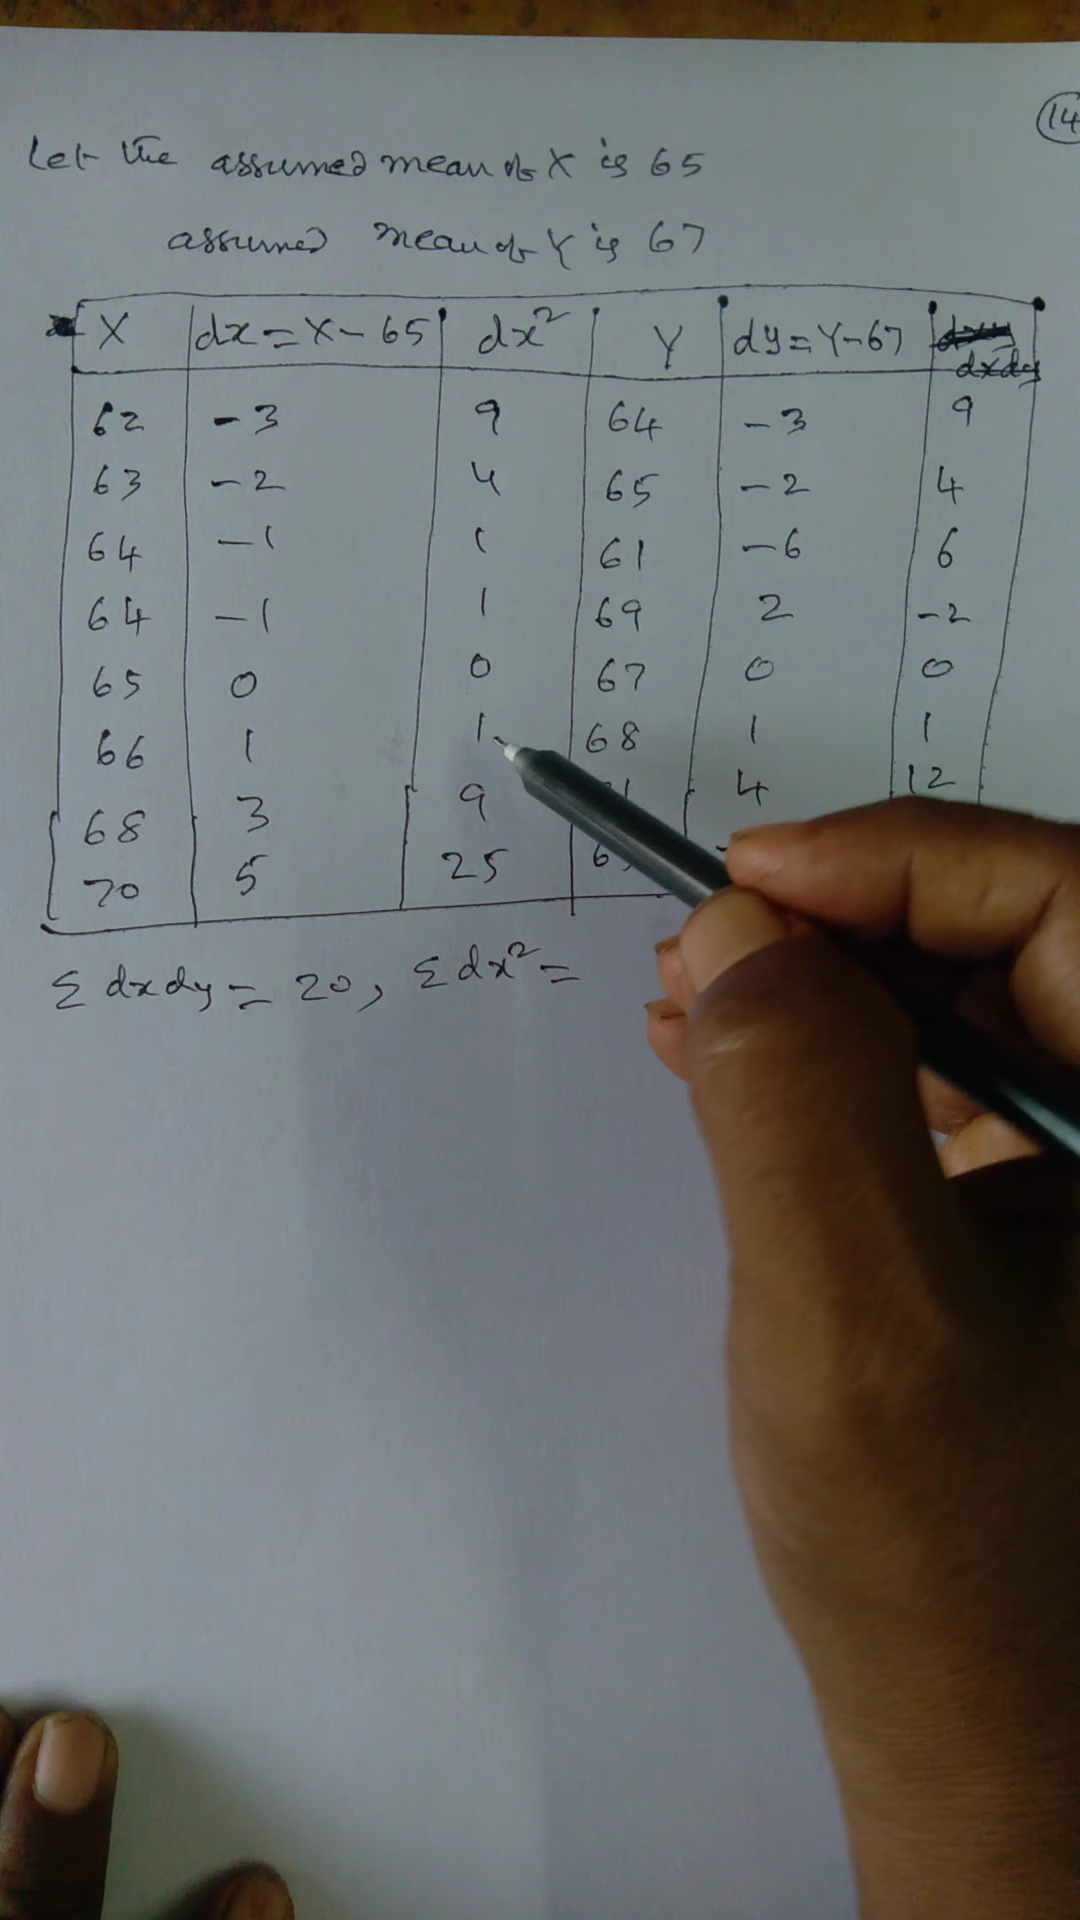 14
Let the assumed mean of X is 65
assumed mean of Y is 67
X dx=X-65 dx² Y dy=Y-67 dxdy
62 -3 9 64 -3 9
63 -2 4 65 -2 4
64 -1 1 61 -6 6
64 -1 1 69 2 -2
65 0 0 67 0 0
66 1 1 68 1 1
68 3 9 4 12
70 5 25
Σdxdy = 20, Σdx² =